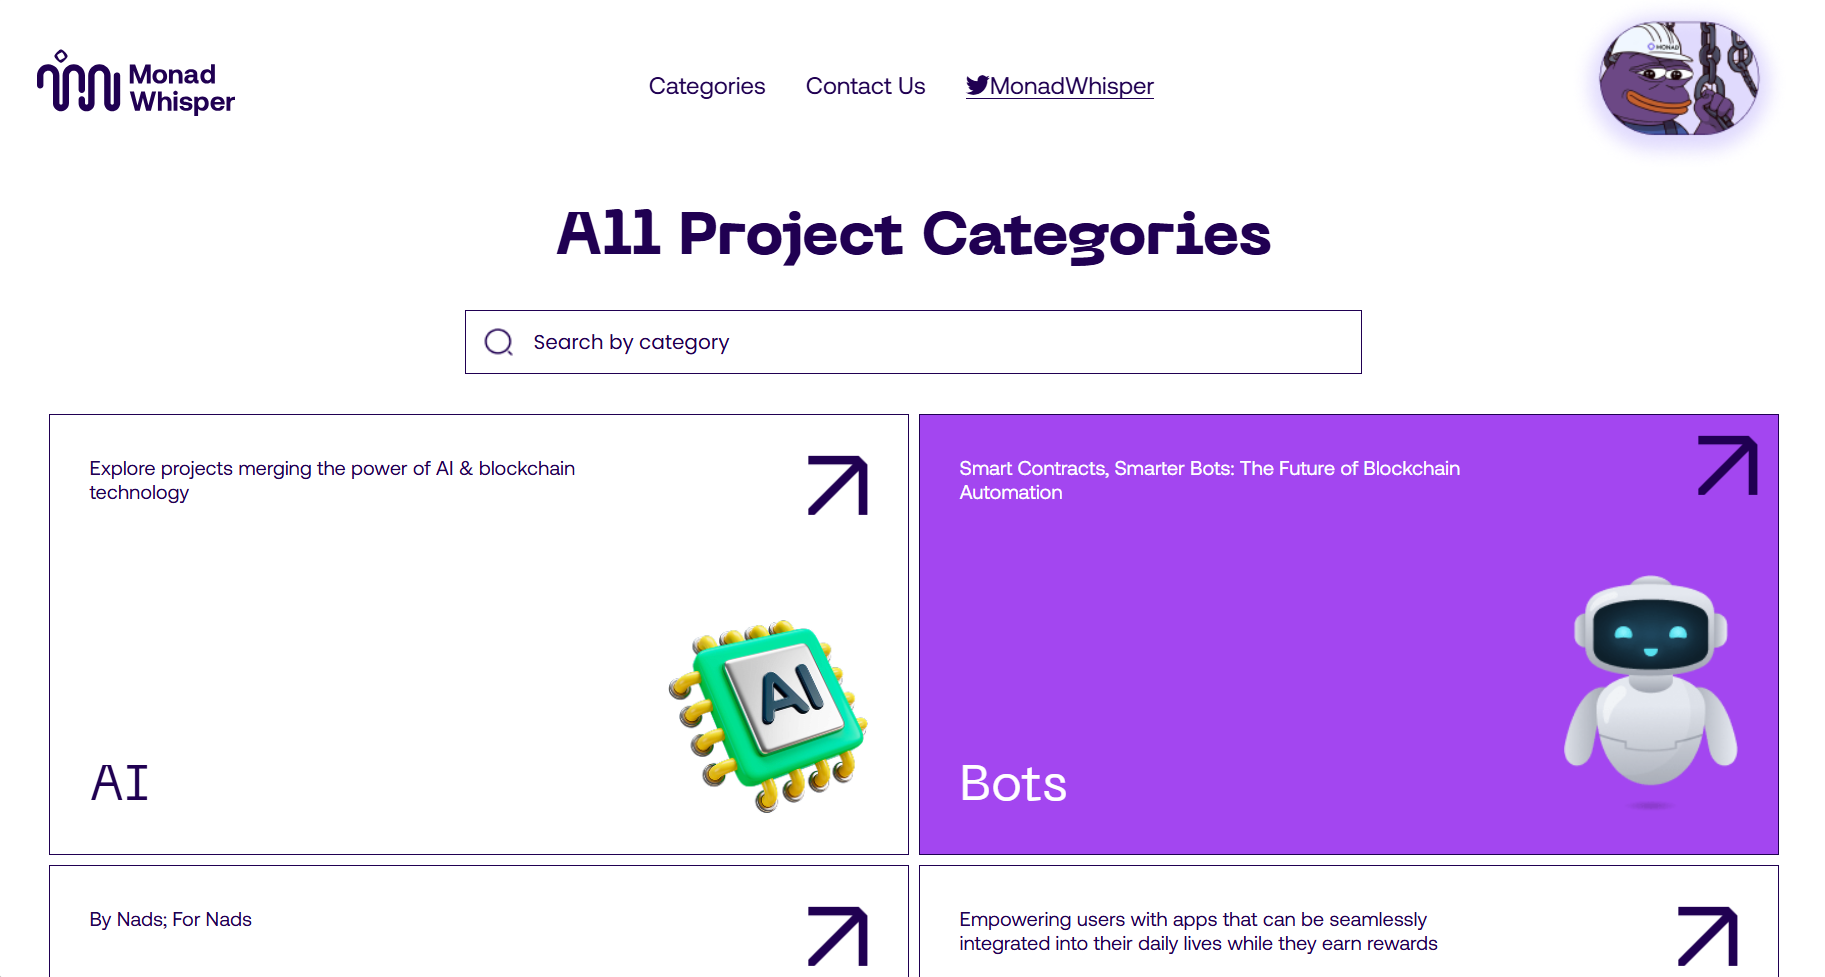 Monad
Whisper
Categories
Contact Us
MonadWhisper
MONAD
All Project Categories
Search by category
Explore projects merging the power of AI & blockchain
technology
AI
AI
Smart Contracts, Smarter Bots: The Future of Blockchain
Automation
Bots
By Nads; For Nads
Empowering users with apps that can be seamlessly
integrated into their daily lives while they earn rewards